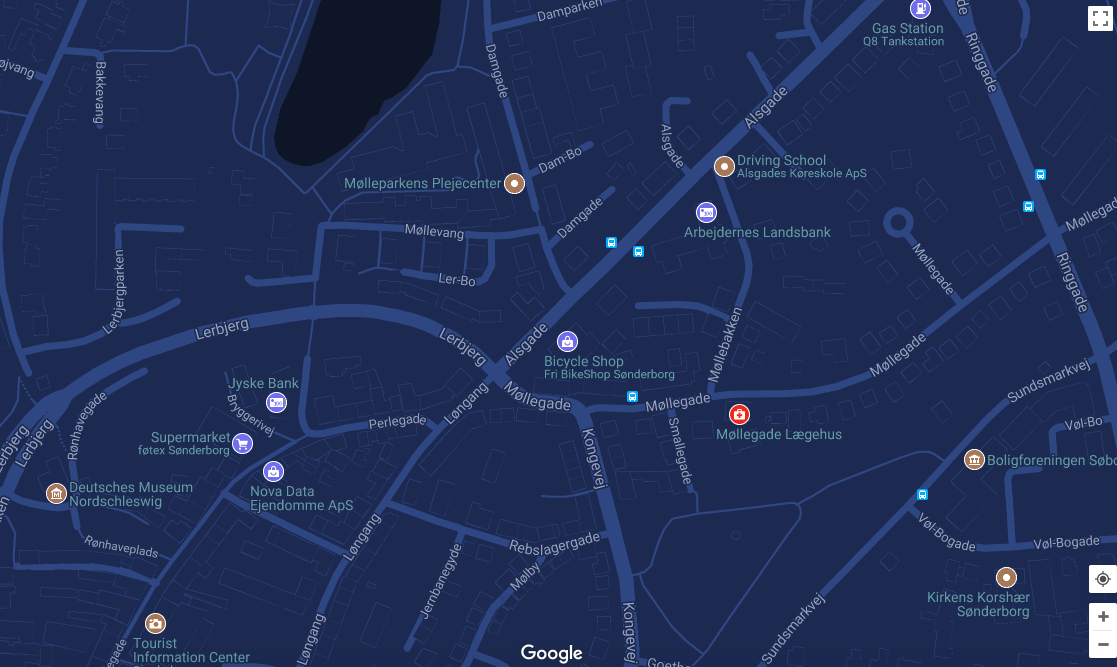 Damparken
Gas Station
Q8 Tankstation
Ringgade
Damgade
Bakkevang
Alsgade
Alsgade
Dam-Bo
Driving School
Alsgades Køreskole ApS
Mølleparkens Plejecenter
Damgade
Arbejdernes Landsbank
Møllevang
Møllegade
Ler-Bo
Lerbjergparken
Ringgade
Lerbjerg
Lerbjerg
Alsgade
Møllebakken
Møllegade
Bicycle Shop
Fri BikeShop Sønderborg
Jyske Bank
Bryggerivej
Løngang
Møllegade
Møllegade
Sundsmarkvej
Perlegade
Rønhavegade
Smallegade
Møllegade Lægehus
Vøl-Bo
Supermarket
føtex Sønderborg
Lerbjerg
Kongevej
Boligforeningen Søbo
Deutsches Museum
Nordschleswig
Nova Data
Ejendomme ApS
Løngang
Vøl-Bogade
Vøl-Bogade
Rønhaveplads
Rebslagergade
Jernbanegyde
Mølby
Kirkens Korshær
Sønderborg
Sundsmarkvej
Løngang
Kongevej
Tourist
Information Center
Google